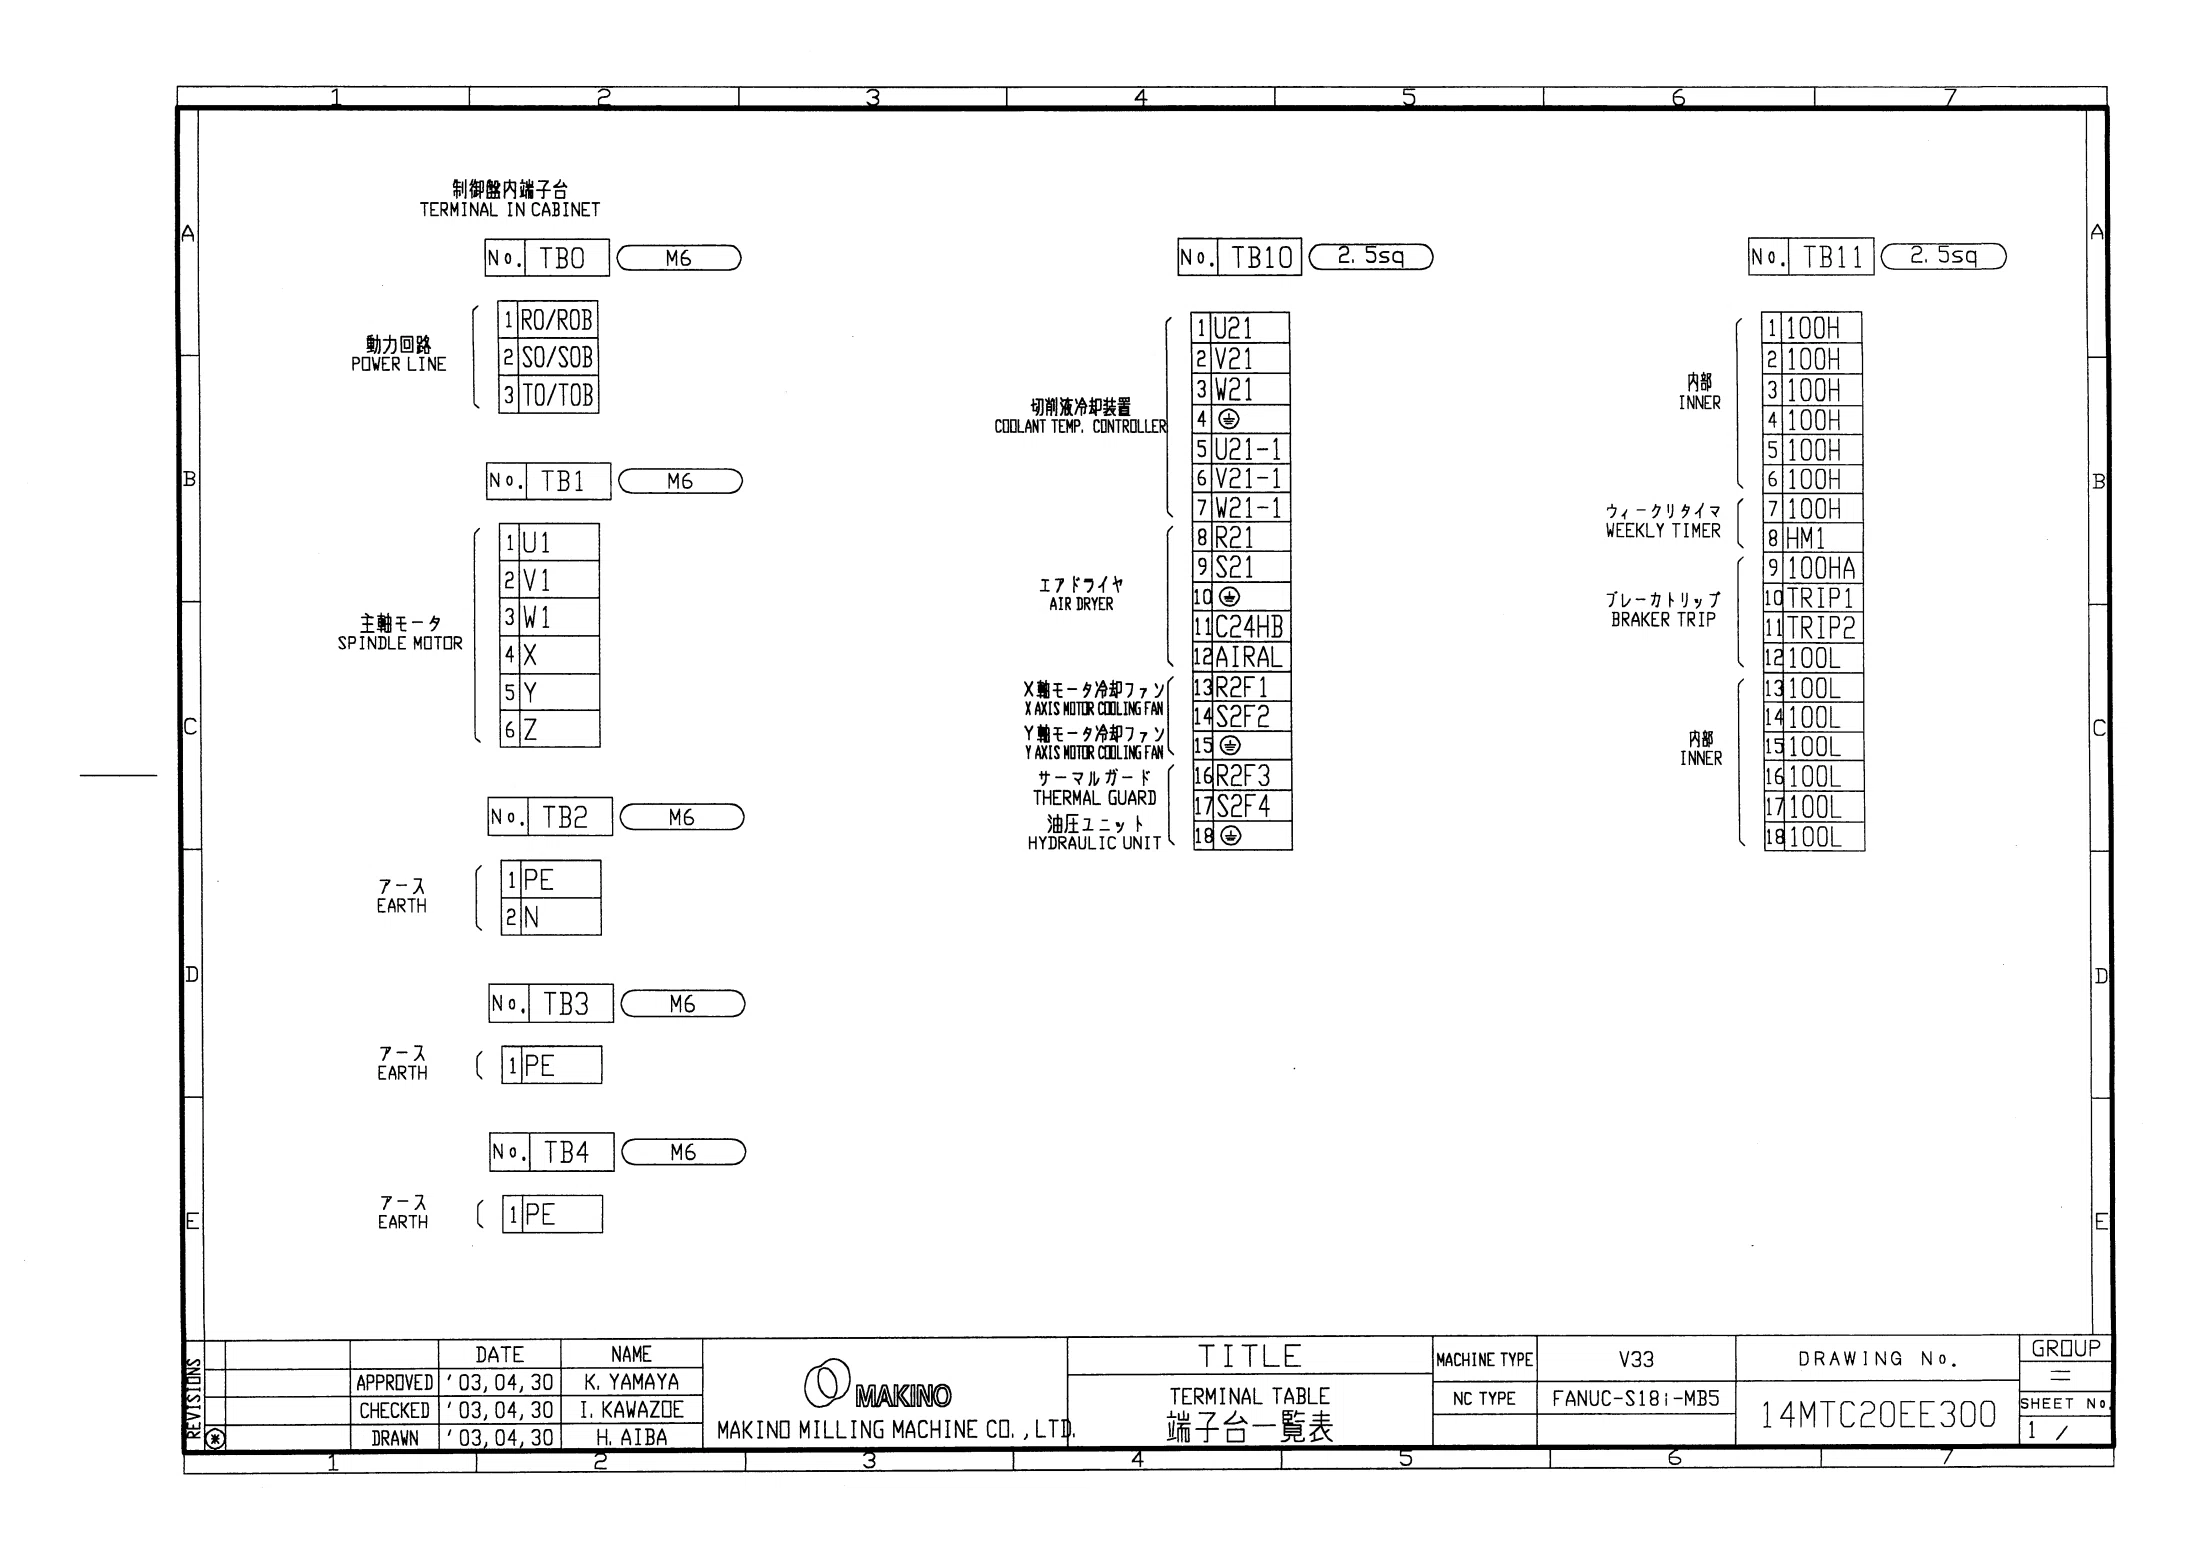 1 2 3 4 5 6 7
A
B
C
D
E
制御盤内端子台
TERMINAL IN CABINET
No. TB0 M6
動力回路
POWER LINE
1 R0/R0B
2 S0/S0B
3 T0/T0B
No. TB1 M6
主軸モータ
SPINDLE MOTOR
1 U1
2 V1
3 W1
4 X
5 Y
6 Z
No. TB2 M6
アース
EARTH
1 PE
2 N
No. TB3 M6
アース
EARTH
1 PE
No. TB4 M6
アース
EARTH
1 PE
No. TB10 2.5sq
切削液冷却装置
COOLANT TEMP. CONTROLLER
1 U21
2 V21
3 W21
4
5 U21-1
6 V21-1
7 W21-1
エアドライヤ
AIR DRYER
8 R21
9 S21
10
11 C24HB
12 AIRAL
X軸モータ冷却ファン
X AXIS MOTOR COOLING FAN
Y軸モータ冷却ファン
Y AXIS MOTOR COOLING FAN
13 R2F1
14 S2F2
15
サーマルガード
THERMAL GUARD
油圧ユニット
HYDRAULIC UNIT
16 R2F3
17 S2F4
18
No. TB11 2.5sq
内部
INNER
1 100H
2 100H
3 100H
4 100H
5 100H
6 100H
ウィークリタイマ
WEEKLY TIMER
7 100H
8 HM1
ブレーカトリップ
BRAKER TRIP
9 100HA
10 TRIP1
11 TRIP2
12 100L
内部
INNER
13 100L
14 100L
15 100L
16 100L
17 100L
18 100L
A
B
C
D
E
REVISIONS
DATE NAME
APPROVED '03,04,30 K. YAMAYA
CHECKED '03,04,30 I. KAWAZOE
DRAWN '03,04,30 H. AIBA
MAKINO
MAKINO MILLING MACHINE CO.,LTD.
TITLE
TERMINAL TABLE
端子台一覧表
MACHINE TYPE V33
NC TYPE FANUC-S18i-MB5
DRAWING No.
14MTC20EE300
GROUP
=
SHEET No.
1 /
1 2 3 4 5 6 7